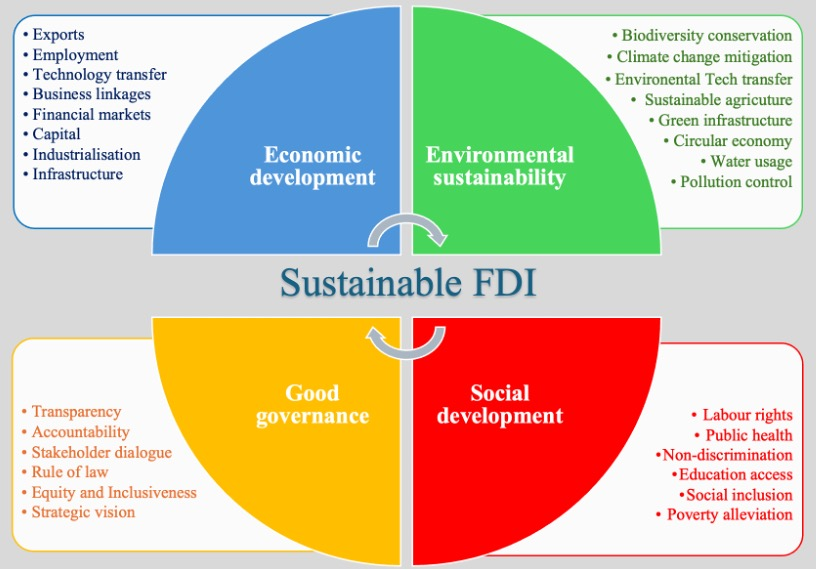 • Exports
• Employment
• Technology transfer
• Business linkages
• Financial markets
• Capital
• Industrialisation
• Infrastructure
Economic
development
Environmental
sustainability
• Biodiversity conservation
• Climate change mitigation
• Environental Tech transfer
• Sustainable agricuture
• Green infrastructure
• Circular economy
• Water usage
• Pollution control
Sustainable FDI
• Transparency
• Accountability
• Stakeholder dialogue
• Rule of law
• Equity and Inclusiveness
• Strategic vision
Good
governance
Social
development
• Labour rights
• Public health
•Non-discrimination
•Education access
•Social inclusion
• Poverty alleviation